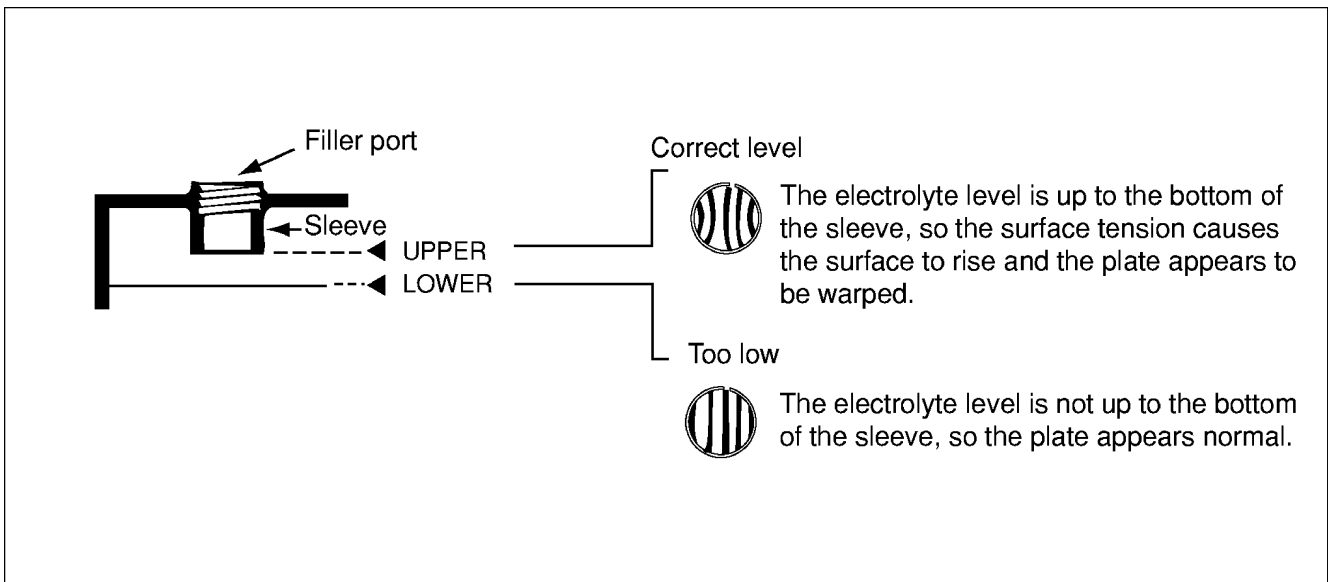 Filler port
Sleeve
UPPER
LOWER
Correct level
The electrolyte level is up to the bottom of
the sleeve, so the surface tension causes
the surface to rise and the plate appears to
be warped.
Too low
The electrolyte level is not up to the bottom
of the sleeve, so the plate appears normal.